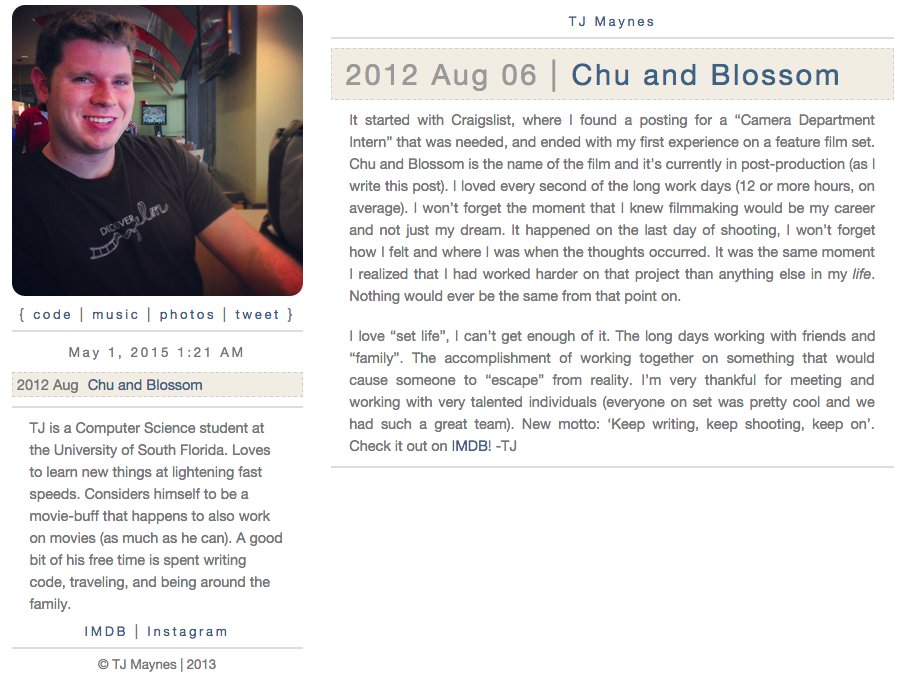 DISCOVER
film
{ code | music | photos | tweet }
May 1, 2015 1:21 AM
2012 Aug Chu and Blossom
TJ is a Computer Science student at
the University of South Florida. Loves
to learn new things at lightening fast
speeds. Considers himself to be a
movie-buff that happens to also work
on movies (as much as he can). A good
bit of his free time is spent writing
code, traveling, and being around the
family.
IMDB | Instagram
© TJ Maynes | 2013
TJ Maynes
2012 Aug 06 | Chu and Blossom
It started with Craigslist, where I found a posting for a “Camera Department
Intern” that was needed, and ended with my first experience on a feature film set.
Chu and Blossom is the name of the film and it’s currently in post-production (as I
write this post). I loved every second of the long work days (12 or more hours, on
average). I won’t forget the moment that I knew filmmaking would be my career
and not just my dream. It happened on the last day of shooting, I won’t forget
how I felt and where I was when the thoughts occurred. It was the same moment
I realized that I had worked harder on that project than anything else in my life.
Nothing would ever be the same from that point on.
I love “set life”, I can’t get enough of it. The long days working with friends and
“family”. The accomplishment of working together on something that would
cause someone to “escape” from reality. I’m very thankful for meeting and
working with very talented individuals (everyone on set was pretty cool and we
had such a great team). New motto: ‘Keep writing, keep shooting, keep on’.
Check it out on IMDB! -TJ